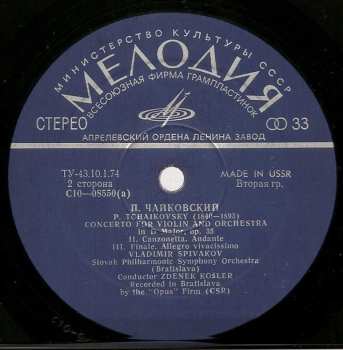 МИНИСТЕРСТВО КУЛЬТУРЫ СССР
МЕЛОДИЯ
ВСЕСОЮЗНАЯ ФИРМА ГРАМПЛАСТИНОК
СТЕРЕО
33
АПРЕЛЕВСКИЙ ОРДЕНА ЛЕНИНА ЗАВОД
ТУ-43.10.1.74
MADE IN USSR
2 сторона
Вторая гр.
С10—08550(a)
П. ЧАЙКОВСКИЙ
P. TCHAIKOVSKY (1840-1893)
CONCERTO FOR VIOLIN AND ORCHESTRA
in D Major, op. 35
II. Canzonetta. Andante
III. Finale. Allegro vivacissimo
VLADIMIR SPIVAKOV
Slovak Philharmonic Symphony Orchestra
(Bratislava)
Conductor ZDENEK KOSLER
Recorded in Bratislava
by the "Opus" Firm (CSR)